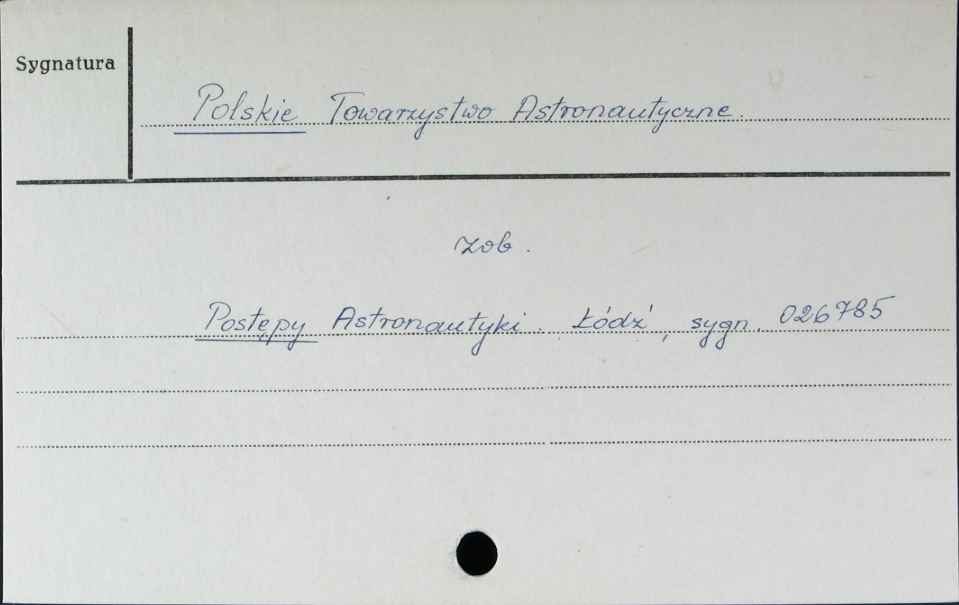 Sygnatura
Polskie Towarzystwo Astronautyczne.
zob.
Postępy Astronautyki. Łódź, sygn. 026785